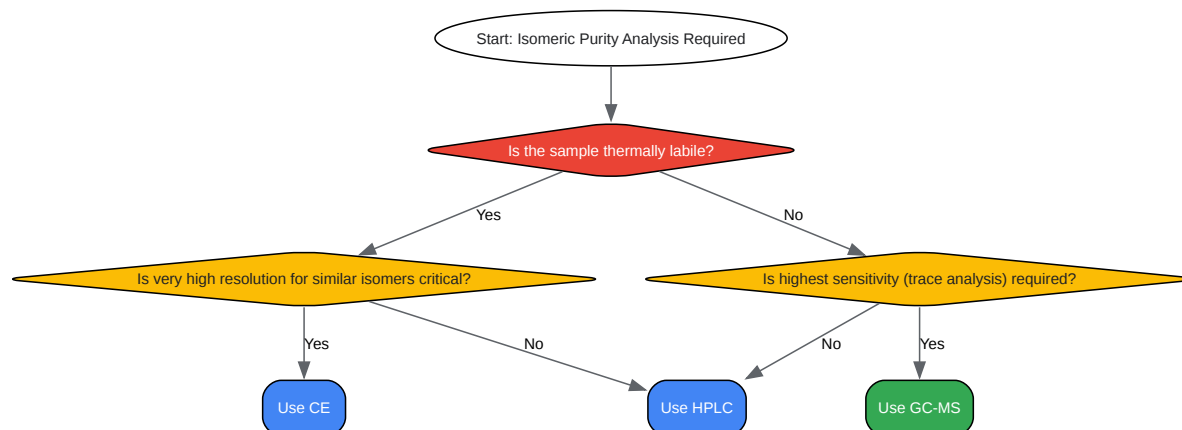 Start: Isomeric Purity Analysis Required
Is the sample thermally labile?
Yes
No
Is very high resolution for similar isomers critical?
Is highest sensitivity (trace analysis) required?
Yes
No
No
Yes
Use CE
Use HPLC
Use GC-MS